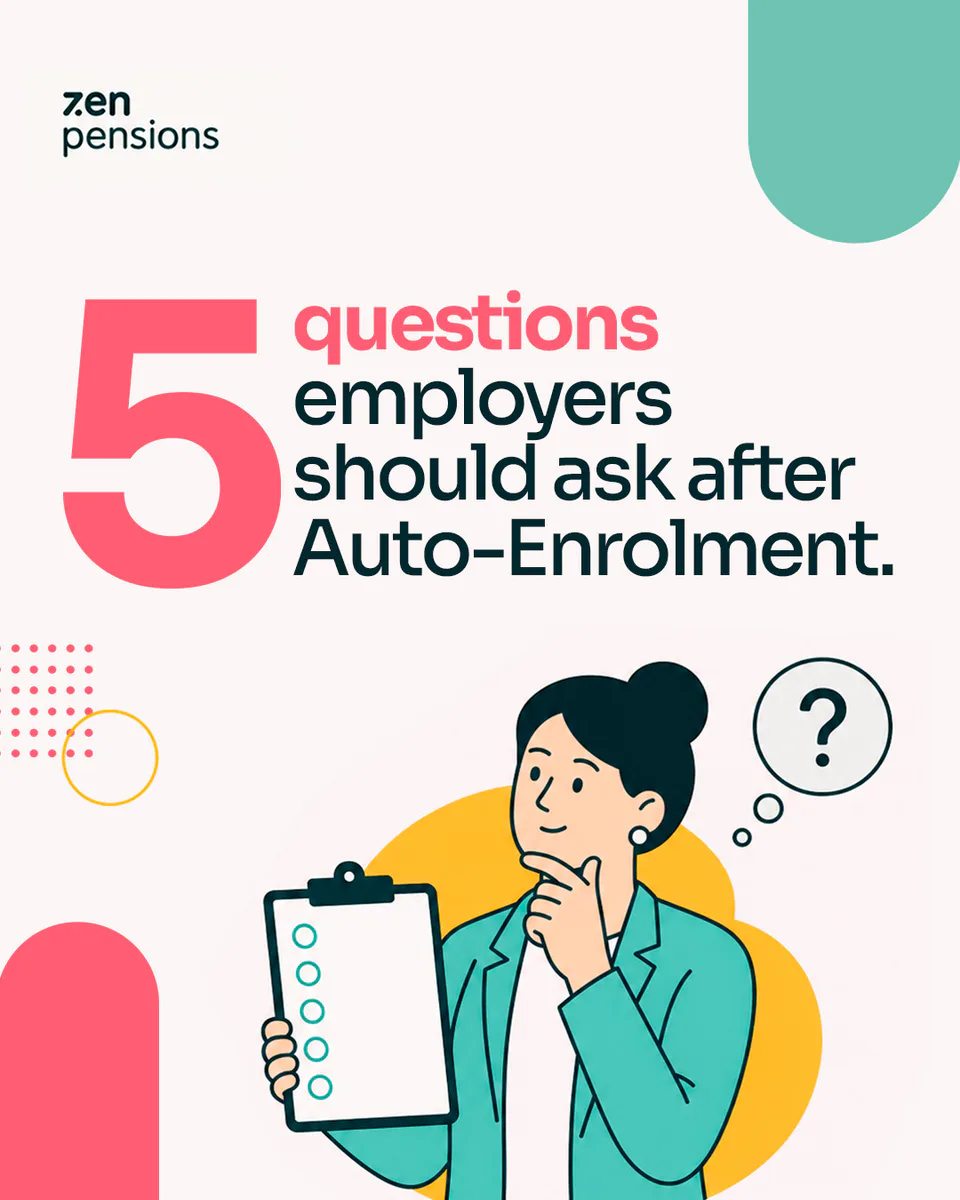 zen
pensions
5 questions
employers
should ask after
Auto-Enrolment.
?